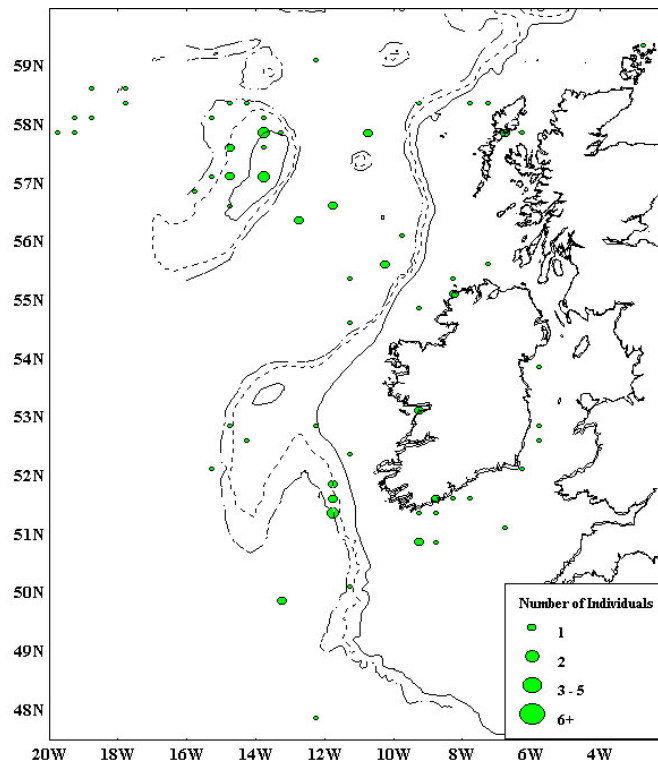 59N
58N
57N
56N
55N
54N
53N
52N
51N
50N
49N
48N
Number of Individuals
1
2
3 - 5
6+
20W 18W 16W 14W 12W 10W 8W 6W 4W